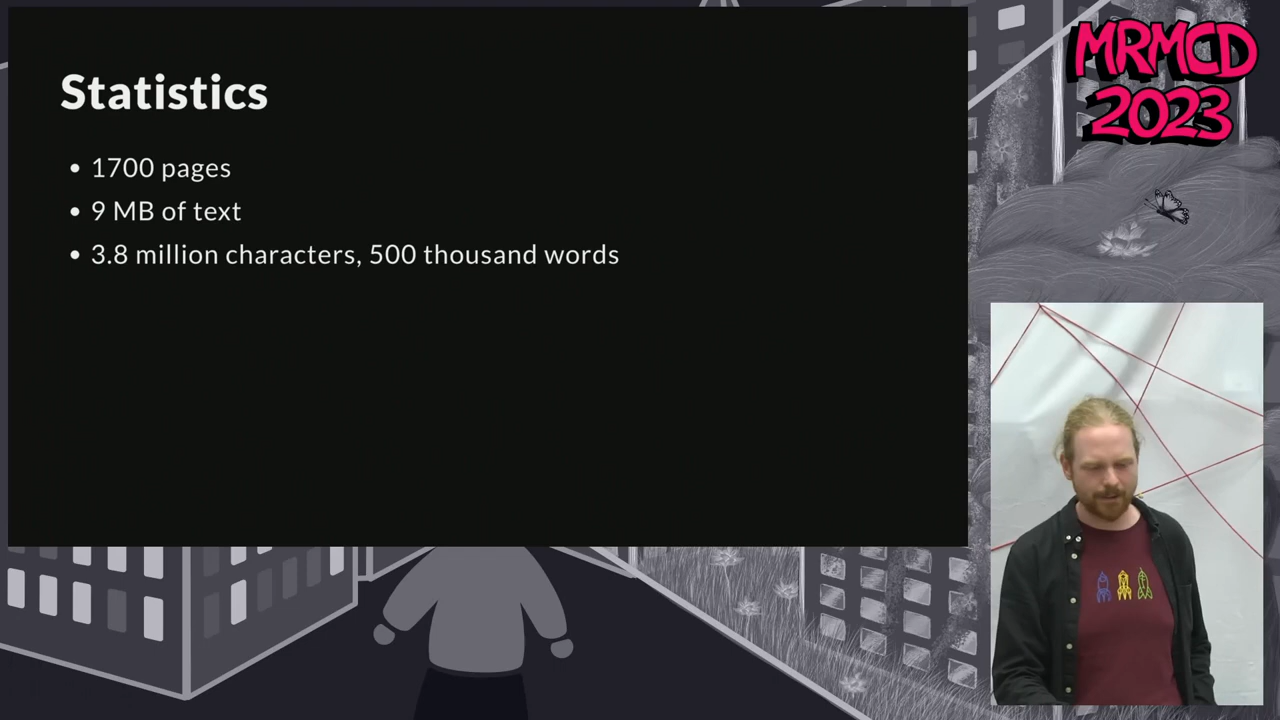 Statistics
• 1700 pages
• 9 MB of text
• 3.8 million characters, 500 thousand words
MRMCD
2023